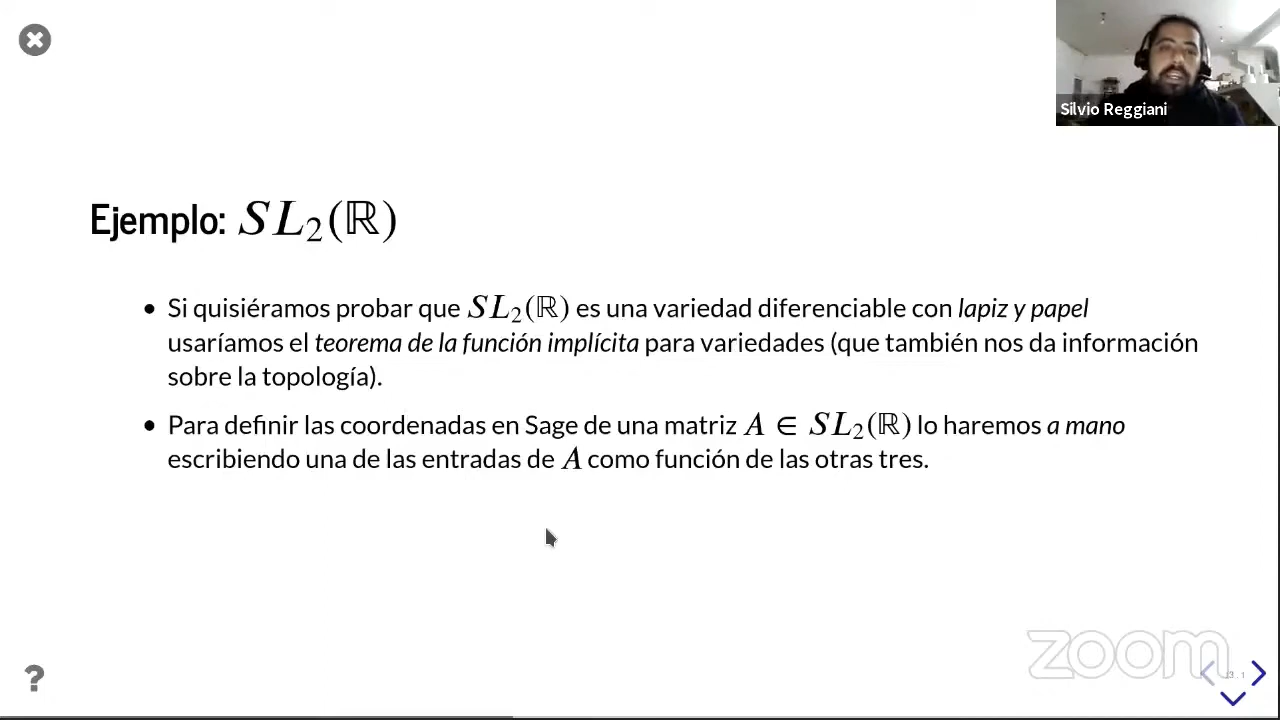 Silvio Reggiani
Ejemplo: SL₂(ℝ)
• Si quisiéramos probar que SL₂(ℝ) es una variedad diferenciable con lapiz y papel
usaríamos el teorema de la función implícita para variedades (que también nos da información
sobre la topología).
• Para definir las coordenadas en Sage de una matriz A ∈ SL₂(ℝ) lo haremos a mano
escribiendo una de las entradas de A como función de las otras tres.
zoom
?